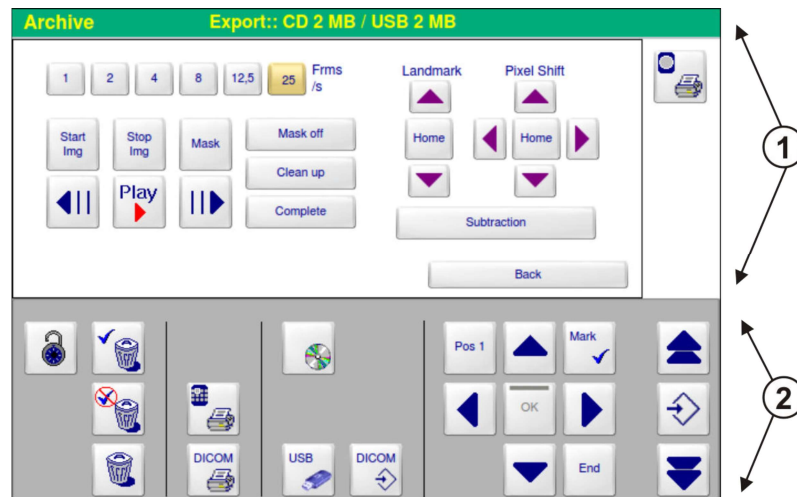 Archive Export:: CD 2 MB / USB 2 MB
1 2 4 8 12,5 25 Frms
/s
Landmark Pixel Shift
Start
Img
Stop
Img
Mask
Mask off
Home
Home
Clean up
Play
Complete
Subtraction
Back
1
Pos 1
Mark
OK
2
DICOM
USB
DICOM
End